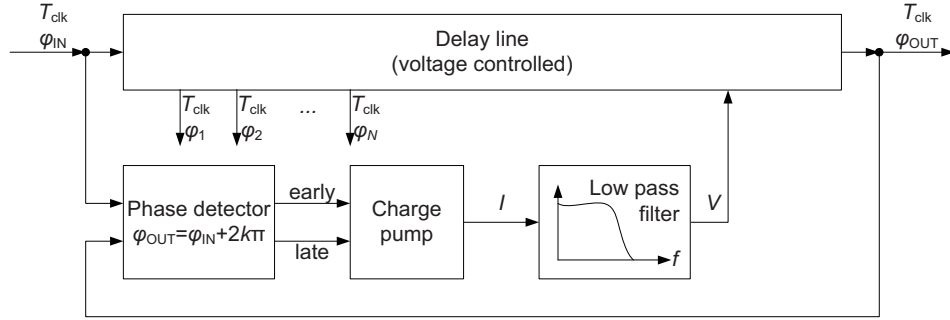 T_clk
φ_IN
Delay line
(voltage controlled)
T_clk
φ_OUT
T_clk
φ_1
T_clk
φ_2
...
T_clk
φ_N
Phase detector
φ_OUT=φ_IN+2kπ
early
late
Charge
pump
I
Low pass
filter
f
V